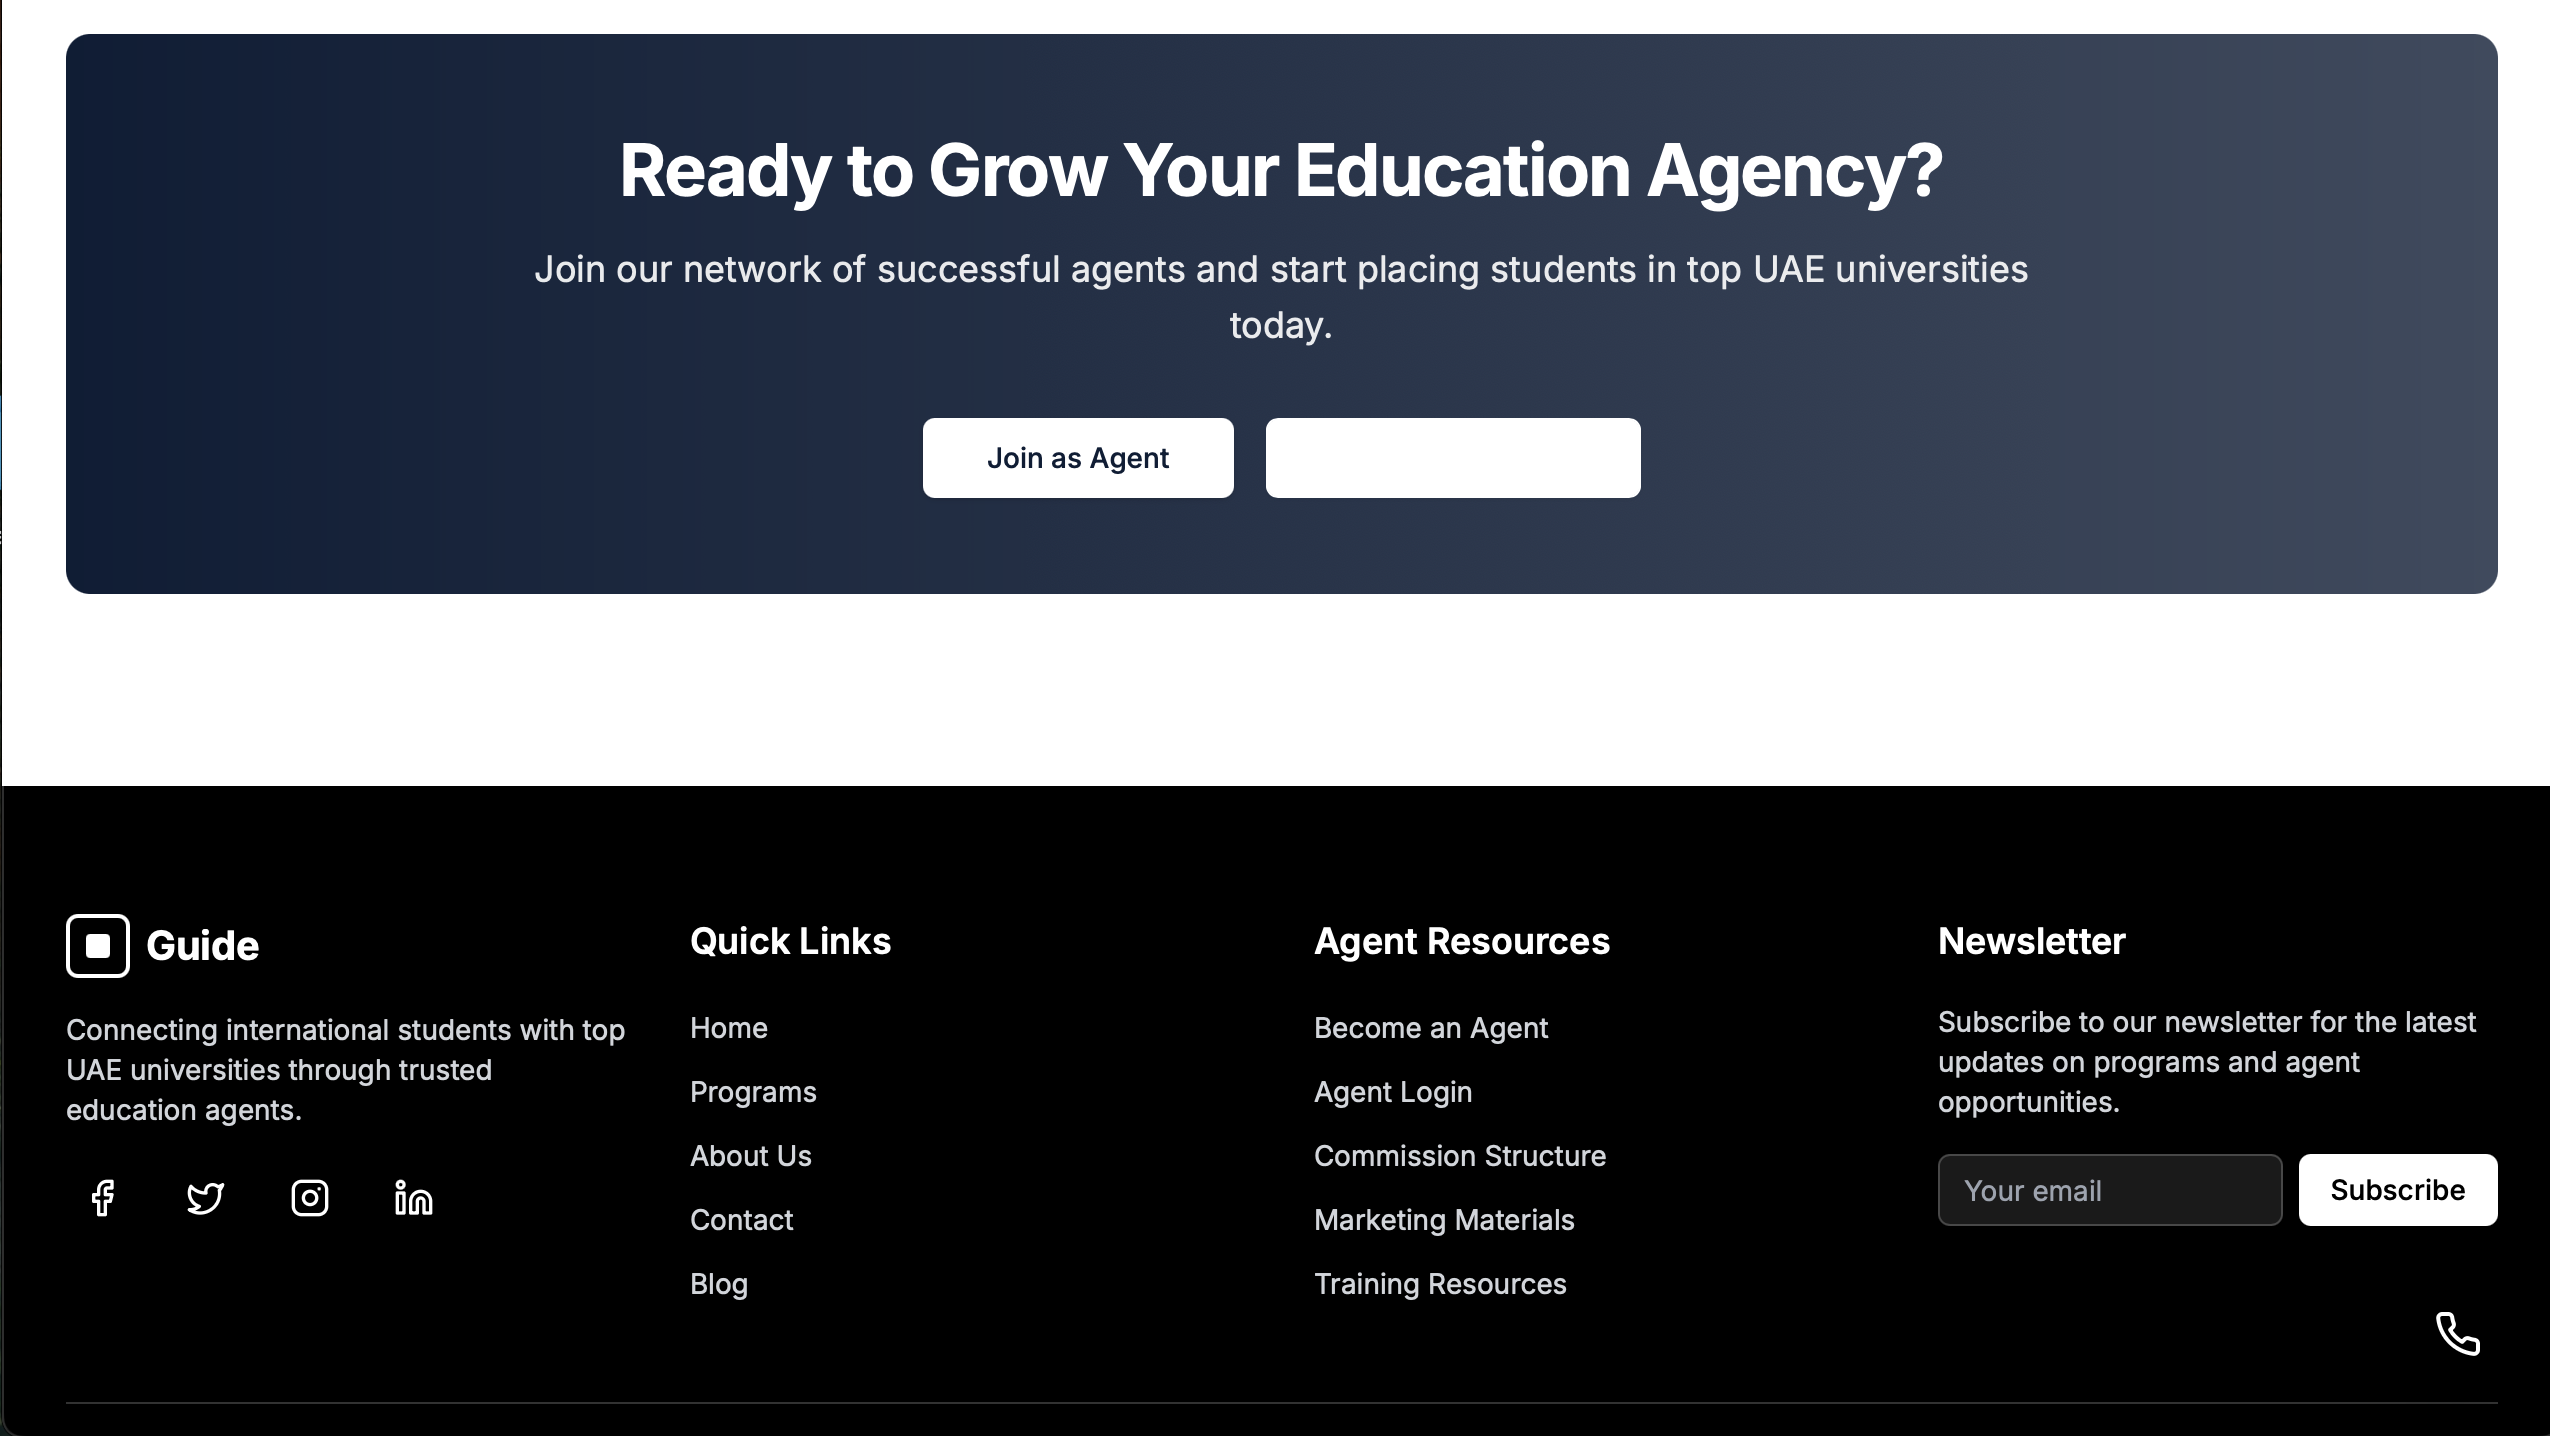 Ready to Grow Your Education Agency?
Join our network of successful agents and start placing students in top UAE universities
today.
Join as Agent
Guide
Connecting international students with top
UAE universities through trusted
education agents.
Quick Links
Home
Programs
About Us
Contact
Blog
Agent Resources
Become an Agent
Agent Login
Commission Structure
Marketing Materials
Training Resources
Newsletter
Subscribe to our newsletter for the latest
updates on programs and agent
opportunities.
Your email
Subscribe